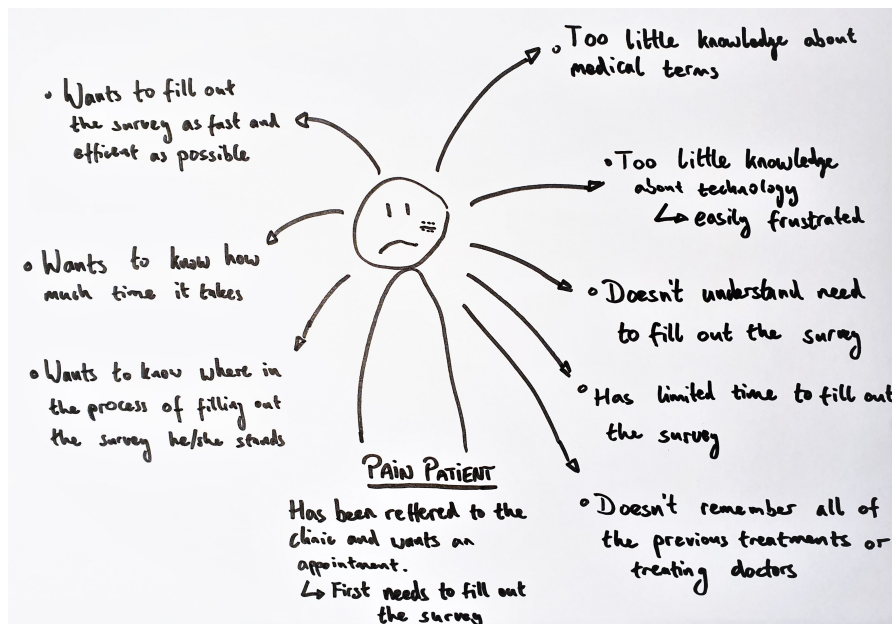 • Wants to fill out
the survey as fast and
efficent as possible
• Wants to know how
much time it takes
• Wants to know where in
the process of filling out
the survey he/she stands
• Too little knowledge about
medical terms
• Too little knowledge
about technology
↳ easily frustrated
• Doesn't understand need
to fill out the survey
• Has limited time to fill out
the survey
• Doesn't remember all of
the previous treatments or
treating doctors
PAIN PATIENT
Has been reffered to the
clinic and wants an
appointment.
↳ First needs to fill out
the survey